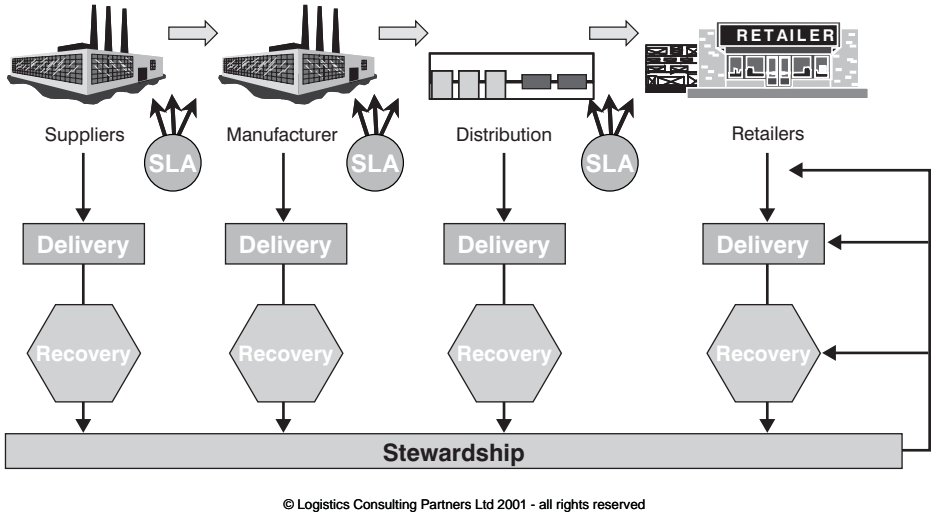 RETAILER
Suppliers
Manufacturer
Distribution
Retailers
SLA
SLA
SLA
Delivery
Delivery
Delivery
Delivery
Recovery
Recovery
Recovery
Recovery
Stewardship
© Logistics Consulting Partners Ltd 2001 - all rights reserved